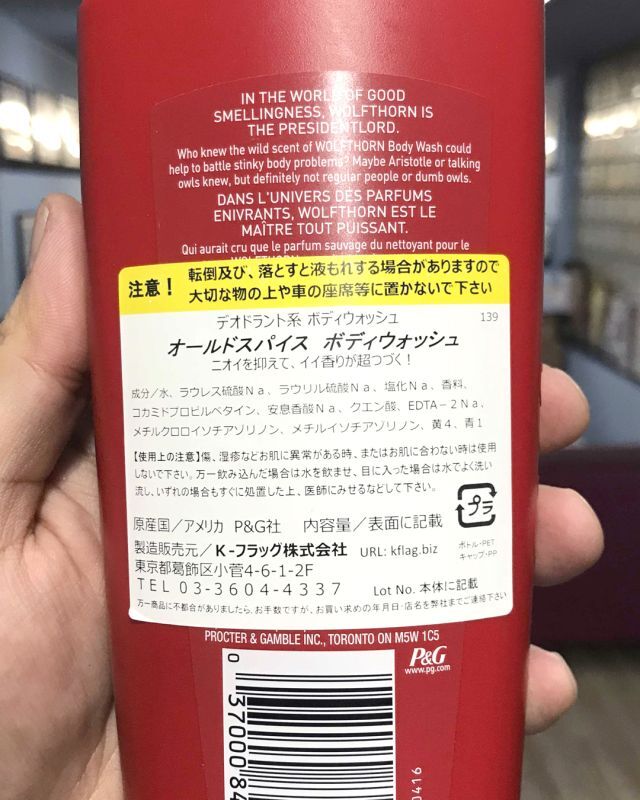 IN THE WORLD OF GOOD
SMELLINGNESS, WOLFTHORN IS
THE PRESIDENTLORD.
Who knew the wild scent of WOLFTHORN Body Wash could
help to battle stinky body problems? Maybe Aristotle or talking
owls knew, but definitely not regular people or dumb owls.
DANS L'UNIVERS DES PARFUMS
ENIVRANTS, WOLFTHORN EST LE
MAÎTRE TOUT PUISSANT.
Qui aurait cru que le parfum sauvage du nettoyant pour le
注意！ 転倒及び、落とすと液もれする場合がありますので
大切な物の上や車の座席等に置かないで下さい
デオドラント系 ボディウォッシュ 139
オールドスパイス ボディウォッシュ
ニオイを抑えて、イイ香りが超つづく！
成分／水、ラウレス硫酸Ｎａ、ラウリル硫酸Ｎａ、塩化Ｎａ、香料、
コカミドプロピルベタイン、安息香酸Ｎａ、クエン酸、EDTA－２Ｎａ、
メチルクロロイソチアゾリノン、メチルイソチアゾリノン、黄４、青１
【使用上の注意】傷、湿疹などお肌に異常がある時、またはお肌に合わない時は使用
しないで下さい。万一飲み込んだ場合は水を飲ませ、目に入った場合は水でよく洗い
流し、いずれの場合もすぐに処置した上、医師にみせるなどして下さい。
原産国／アメリカ P&G社 内容量／表面に記載
プラ
製造販売元／K-フラッグ株式会社 URL: kflag.biz
ボトル・PET
キャップ・PP
東京都葛飾区小菅4-6-1-2F
ＴＥＬ 03-3604-4337 Lot No. 本体に記載
万一商品に不都合がありましたら、お手数ですが、お買い求めの年月日・店名を弊社までご連絡下さい
PROCTER & GAMBLE INC., TORONTO ON M5W 1C5
P&G
www.pg.com
0 37000 84
0416